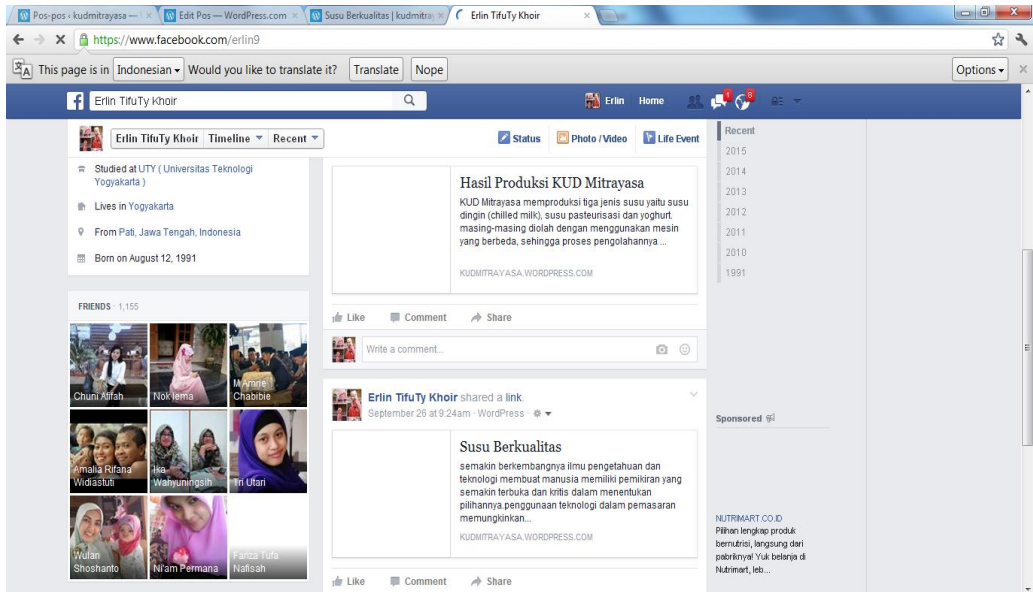 Pos-pos ‹ kudmitrayasa —
Edit Pos — WordPress.com
Susu Berkualitas | kudmitray
Erlin TifuTy Khoir
https://www.facebook.com/erlin9
This page is in Indonesian Would you like to translate it? Translate Nope Options
Erlin TifuTy Khoir
Erlin Home 1 8
Erlin TifuTy Khoir Timeline Recent
Status Photo / Video Life Event
Studied at UTY ( Universitas Teknologi
Yogyakarta )
Lives in Yogyakarta
From Pati, Jawa Tengah, Indonesia
Born on August 12, 1991
FRIENDS · 1,155
Chuni Afifah
Nok Iema
M Amrie
Chabibie
Amalia Rifana
Widiastuti
Ika
Wahyuningsih
Tri Utari
Wulan
Shoshanto
Ni'am Permana
Fariza Tufa
Nafisah
Hasil Produksi KUD Mitrayasa
KUD Mitrayasa memproduksi tiga jenis susu yaitu susu
dingin (chilled milk), susu pasteurisasi dan yoghurt.
masing-masing diolah dengan menggunakan mesin
yang berbeda, sehingga proses pengolahannya ...
KUDMITRAYASA.WORDPRESS.COM
Like Comment Share
Write a comment...
Erlin TifuTy Khoir shared a link.
September 26 at 9:24am · WordPress ·
Susu Berkualitas
semakin berkembangnya ilmu pengetahuan dan
teknologi membuat manusia memiliki pemikiran yang
semakin terbuka dan kritis dalam menentukan
pilihannya.penggunaan teknologi dalam pemasaran
memungkinkan...
KUDMITRAYASA.WORDPRESS.COM
Like Comment Share
Recent
2015
2014
2013
2012
2011
2010
1991
Sponsored
NUTRIMART.CO.ID
Pilihan lengkap produk
bernutrisi, langsung dari
pabriknya! Yuk belanja di
Nutrimart, leb...